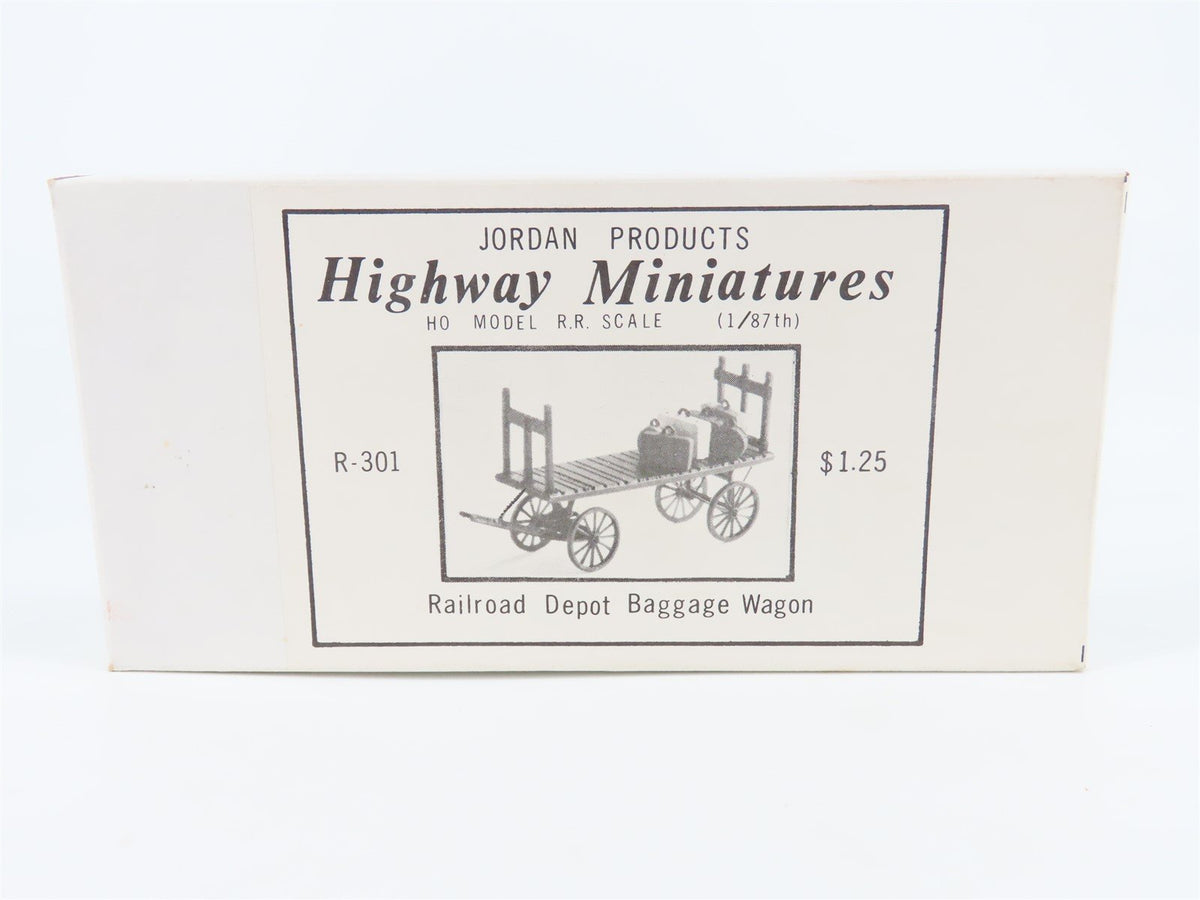 JORDAN PRODUCTS
Highway Miniatures
HO MODEL R.R. SCALE (1/87th)
R-301 $1.25
Railroad Depot Baggage Wagon